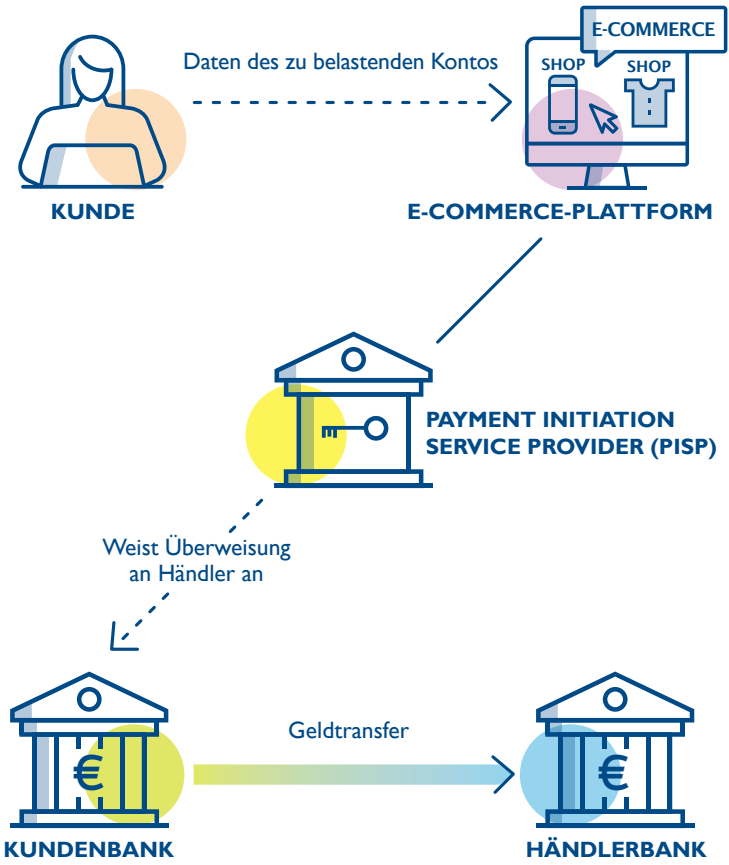 E-COMMERCE
Daten des zu belastenden Kontos
SHOP
SHOP
KUNDE
E-COMMERCE-PLATTFORM
PAYMENT INITIATION
SERVICE PROVIDER (PISP)
Weist Überweisung
an Händler an
Geldtransfer
€
€
KUNDENBANK
HÄNDLERBANK